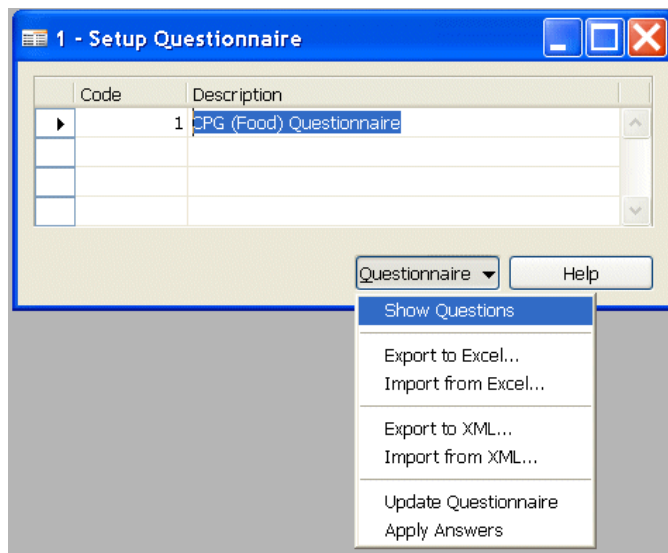 1 - Setup Questionnaire
Code Description
1 CPG (Food) Questionnaire
Questionnaire Help
Show Questions
Export to Excel...
Import from Excel...
Export to XML...
Import from XML...
Update Questionnaire
Apply Answers